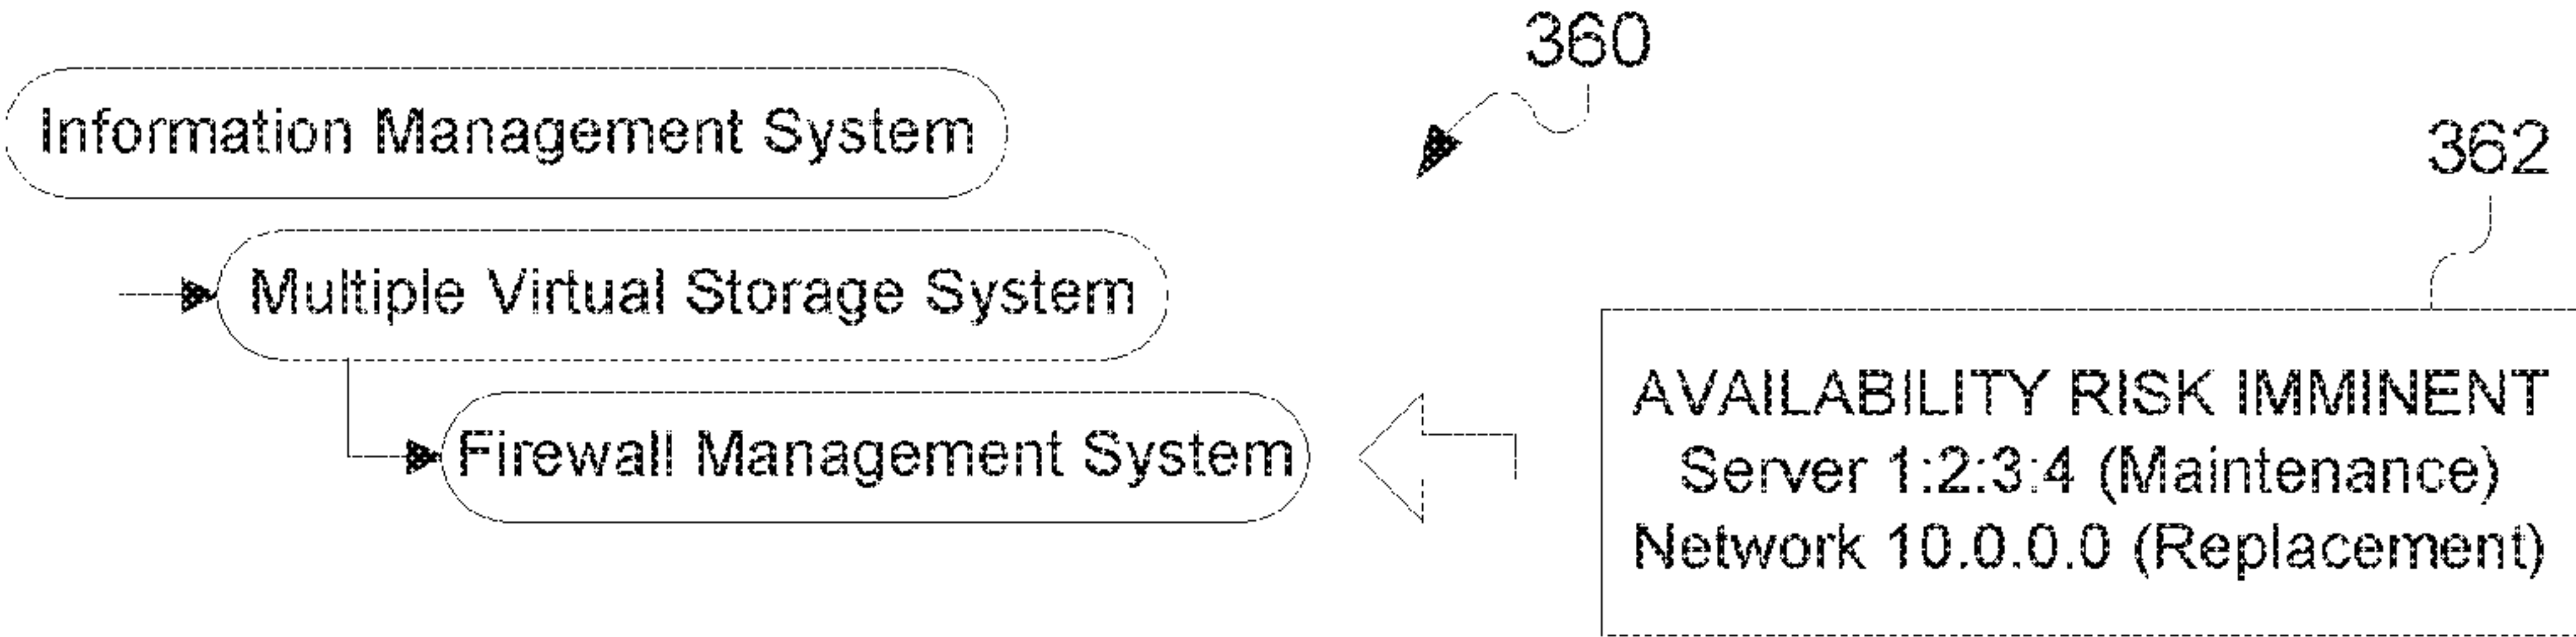 360
Information Management System
362
Multiple Virtual Storage System
Firewall Management System
AVAILABILITY RISK IMMINENT
Server 1:2:3:4 (Maintenance)
Network 10.0.0.0 (Replacement)